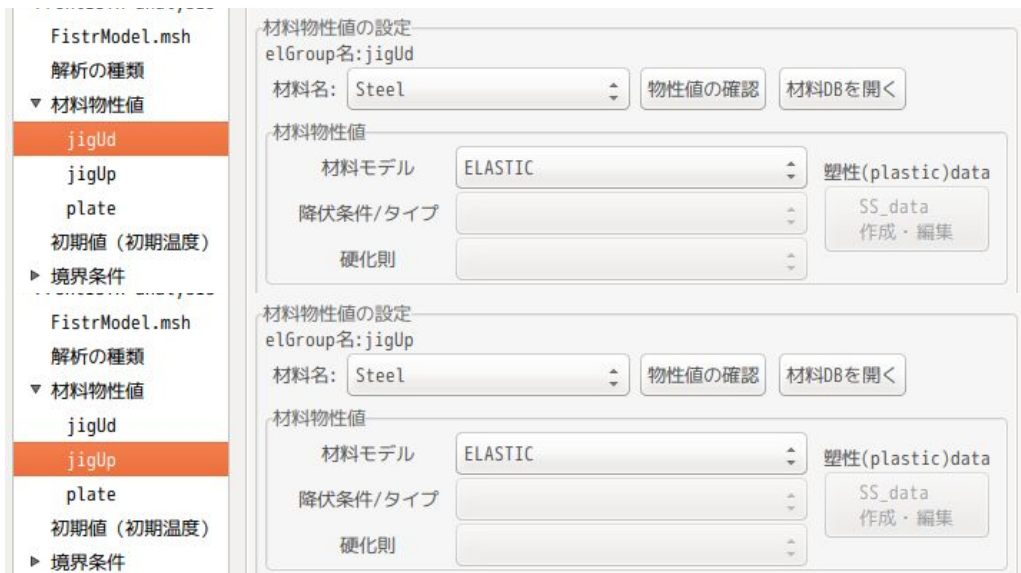 FistrModel.msh
解析の種類
▼ 材料物性値
jigUd
jigUp
plate
初期値（初期温度）
▶ 境界条件
材料物性値の設定
elGroup名:jigUd
材料名: Steel 物性値の確認 材料DBを開く
材料物性値
材料モデル ELASTIC 塑性(plastic)data
降伏条件/タイプ SS_data
作成・編集
硬化則
FistrModel.msh
解析の種類
▼ 材料物性値
jigUd
jigUp
plate
初期値（初期温度）
▶ 境界条件
材料物性値の設定
elGroup名:jigUp
材料名: Steel 物性値の確認 材料DBを開く
材料物性値
材料モデル ELASTIC 塑性(plastic)data
降伏条件/タイプ SS_data
作成・編集
硬化則